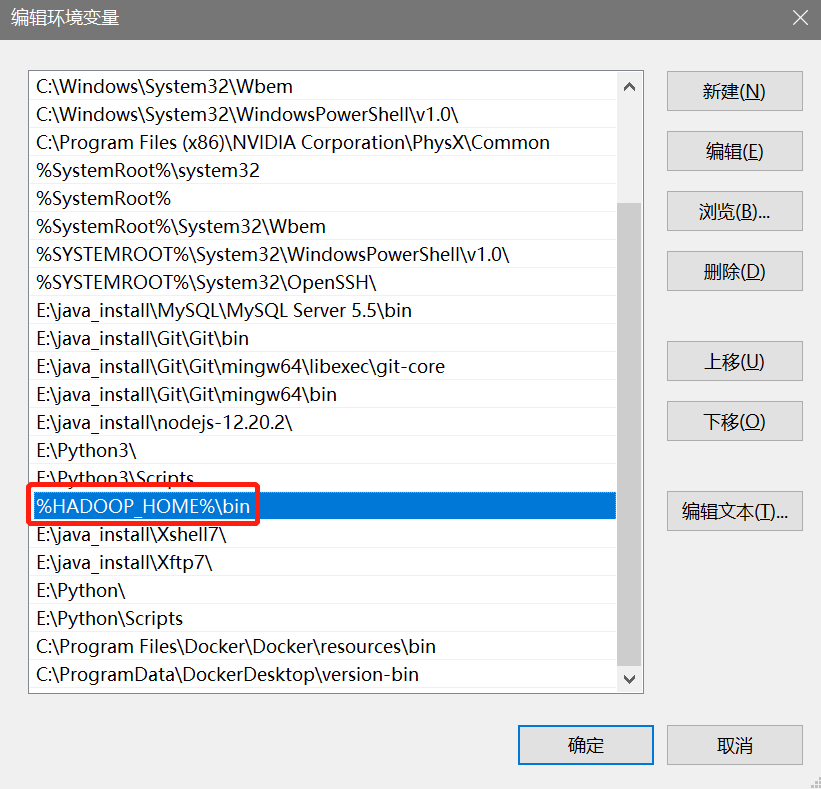 编辑环境变量
C:\Windows\System32\Wbem
C:\Windows\System32\WindowsPowerShell\v1.0\
C:\Program Files (x86)\NVIDIA Corporation\PhysX\Common
%SystemRoot%\system32
%SystemRoot%
%SystemRoot%\System32\Wbem
%SYSTEMROOT%\System32\WindowsPowerShell\v1.0\
%SYSTEMROOT%\System32\OpenSSH\
E:\java_install\MySQL\MySQL Server 5.5\bin
E:\java_install\Git\Git\bin
E:\java_install\Git\Git\mingw64\libexec\git-core
E:\java_install\Git\Git\mingw64\bin
E:\java_install\nodejs-12.20.2\
E:\Python3\
E:\Python3\Scripts
%HADOOP_HOME%\bin
E:\java_install\Xshell7\
E:\java_install\Xftp7\
E:\Python\
E:\Python\Scripts
C:\Program Files\Docker\Docker\resources\bin
C:\ProgramData\DockerDesktop\version-bin
新建(N)
编辑(E)
浏览(B)...
删除(D)
上移(U)
下移(O)
编辑文本(T)...
确定
取消